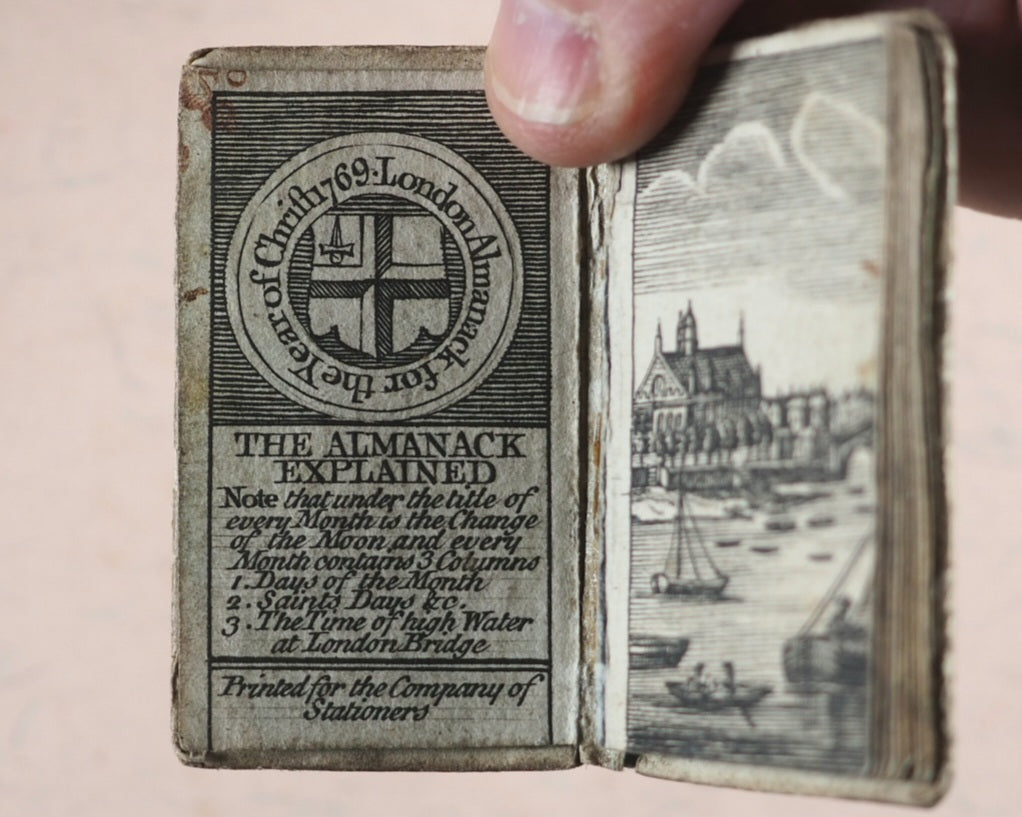 London Almanack for the Year of Chriſt 1769·
THE ALMANACK
EXPLAINED
Note that under the title of
every Month is the Change
of the Moon and every
Month contains 3 Columns
1. Days of the Month
2. Saints Days &c.
3. The Time of high Water
at London Bridge
Printed for the Company of
Stationers